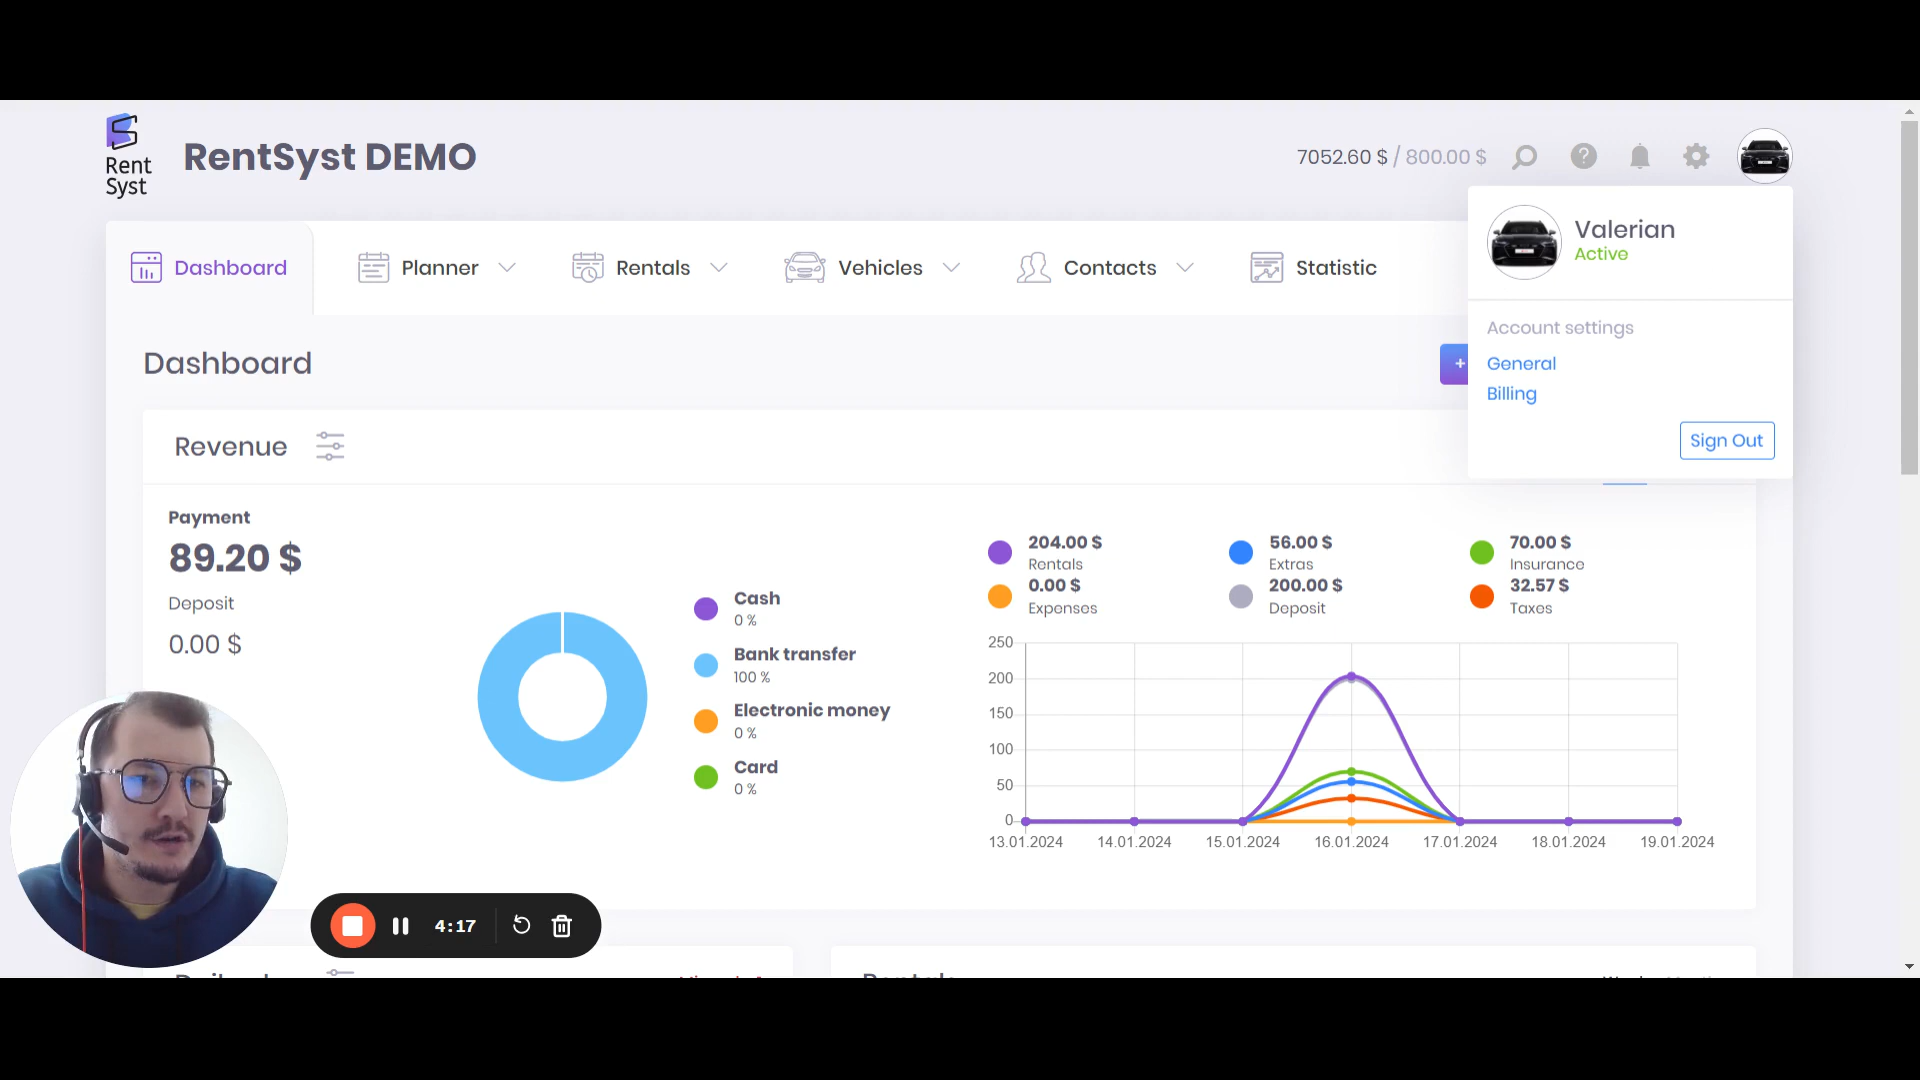 Rent
Syst
RentSyst DEMO
7052.60 $ / 800.00 $
Dashboard
Planner
Rentals
Vehicles
Contacts
Statistic
Valerian
Active
Account settings
General
Billing
Sign Out
Dashboard
+
Revenue
Payment
89.20 $
Deposit
0.00 $
Cash
0 %
Bank transfer
100 %
Electronic money
0 %
Card
0 %
204.00 $
Rentals
56.00 $
Extras
70.00 $
Insurance
0.00 $
Expenses
200.00 $
Deposit
32.57 $
Taxes
250
200
150
100
50
0
13.01.2024 14.01.2024 15.01.2024 16.01.2024 17.01.2024 18.01.2024 19.01.2024
4:17
Rentals